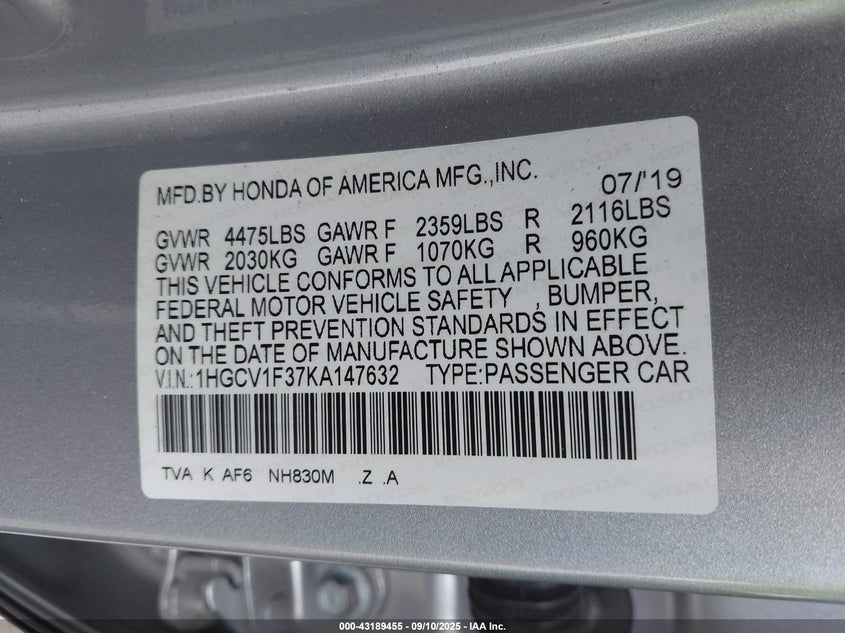 MFD.BY HONDA OF AMERICA MFG.,INC. 07/'19
GVWR 4475LBS GAWR F 2359LBS R 2116LBS
GVWR 2030KG GAWR F 1070KG R 960KG
THIS VEHICLE CONFORMS TO ALL APPLICABLE
FEDERAL MOTOR VEHICLE SAFETY , BUMPER,
AND THEFT PREVENTION STANDARDS IN EFFECT
ON THE DATE OF MANUFACTURE SHOWN ABOVE.
V.I.N.:1HGCV1F37KA147632 TYPE:PASSENGER CAR
TVA K AF6 NH830M .Z .A
000-43189455 - 09/10/2025 - IAAI.COM